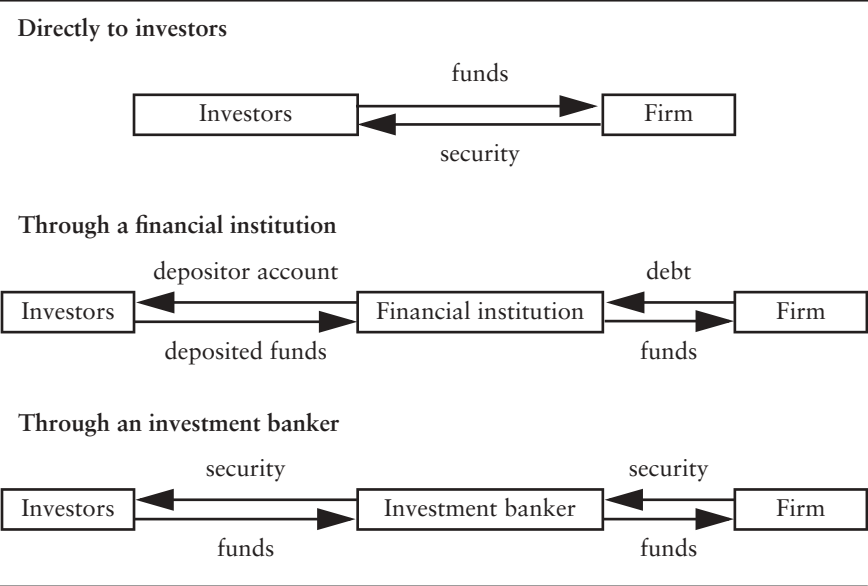 Directly to investors
funds
Investors Firm
security
Through a financial institution
depositor account debt
Investors Financial institution Firm
deposited funds funds
Through an investment banker
security security
Investors Investment banker Firm
funds funds